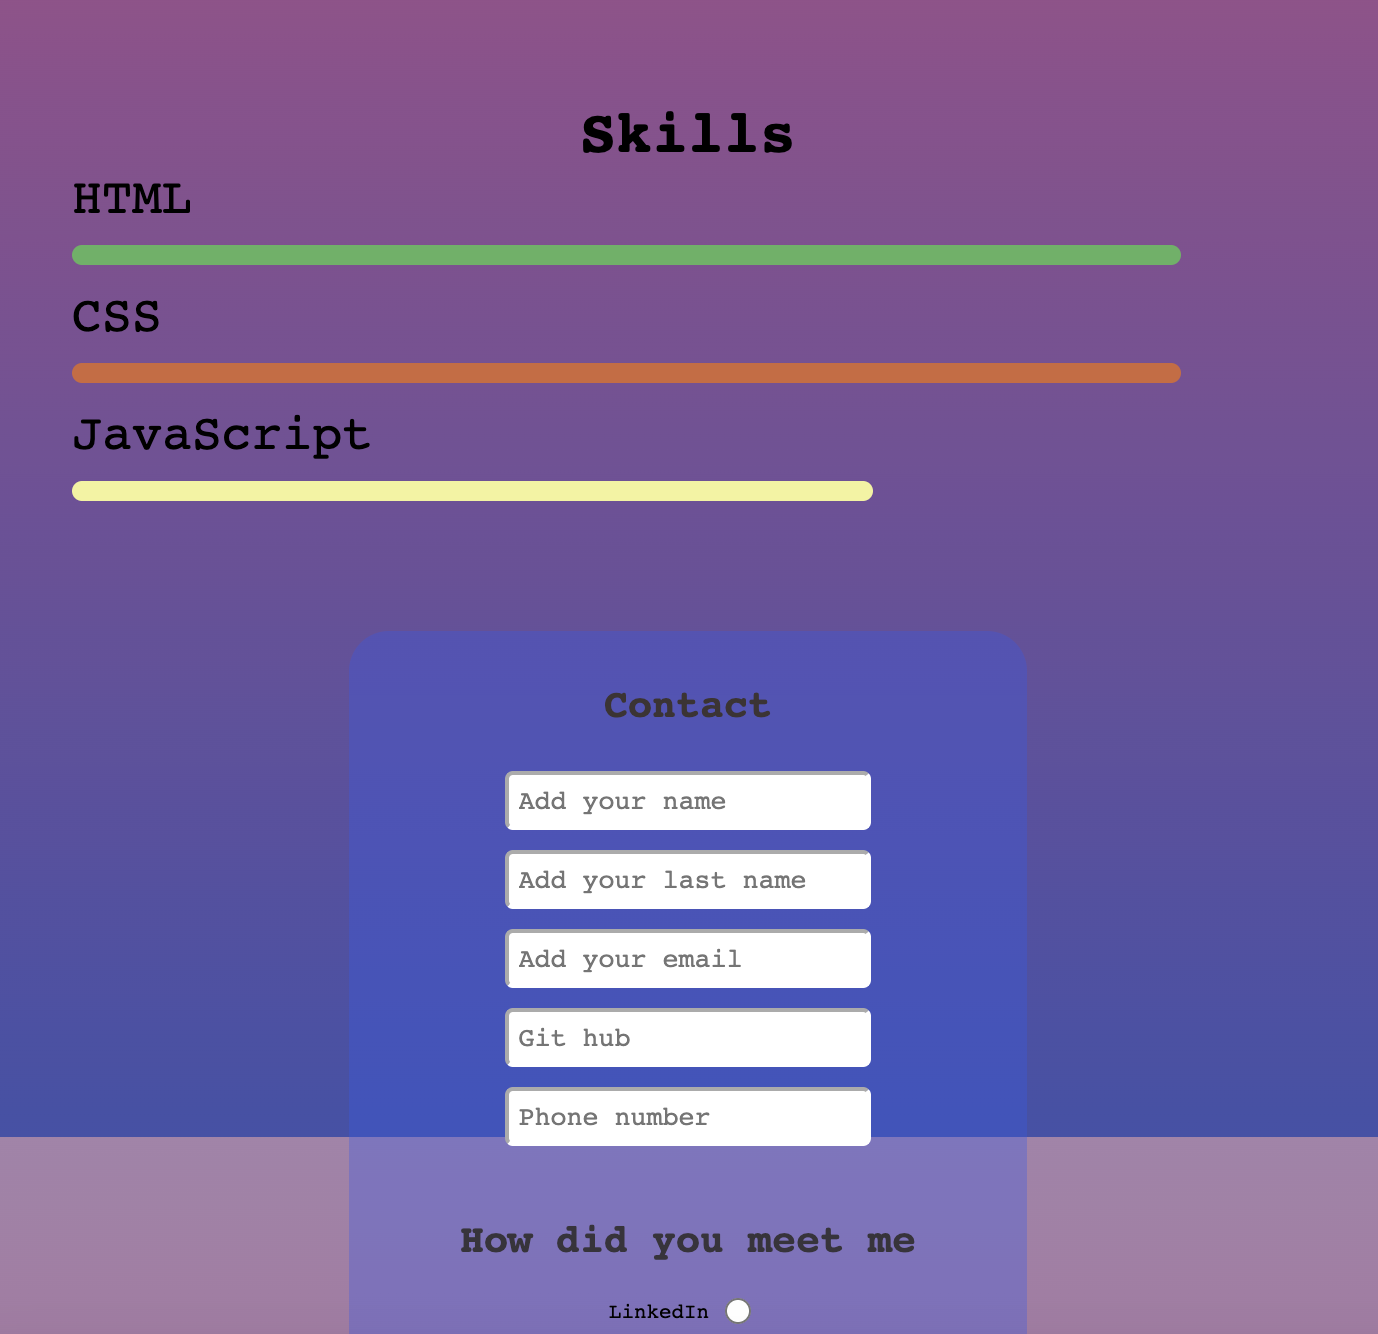 Skills
HTML
CSS
JavaScript
Contact
Add your name
Add your last name
Add your email
Git hub
Phone number
How did you meet me
LinkedIn